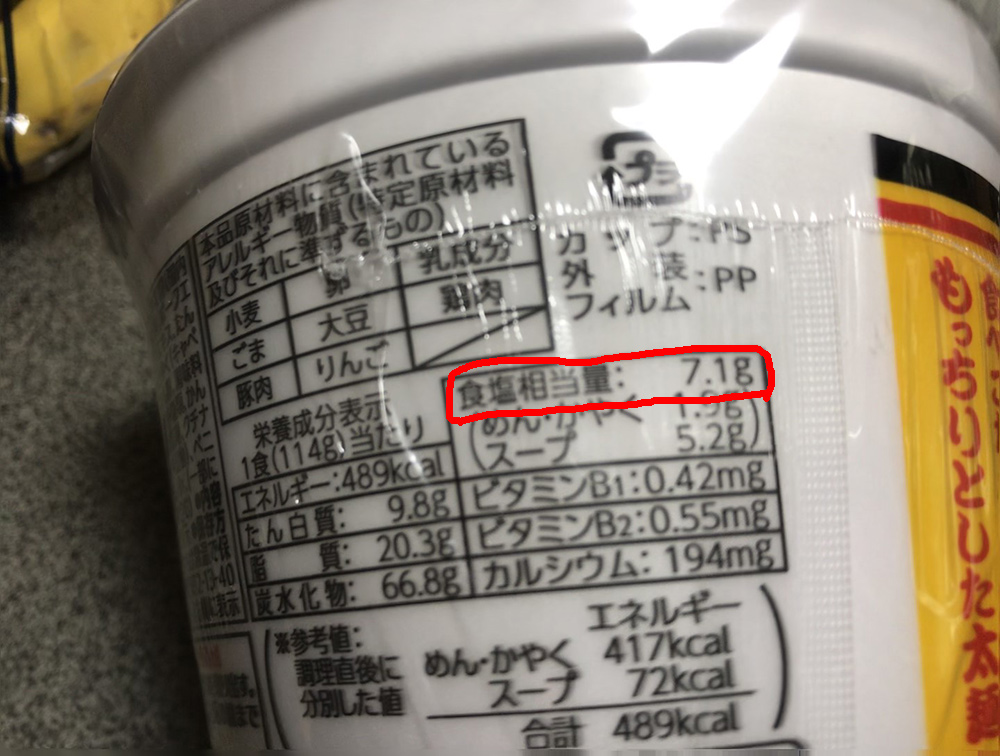 本品原材料に含まれている
アレルギー物質(特定原材料
及びそれに準ずるもの)
小麦 卵 乳成分
ごま 大豆 鶏肉
豚肉 りんご
プラ
カップ:PS
外装:PP
フィルム
栄養成分表示
1食(114g)当たり
エネルギー:489kcal
たん白質: 9.8g
脂質: 20.3g
炭水化物: 66.8g
食塩相当量: 7.1g
(めん・かやく 1.9g)
(スープ 5.2g)
ビタミンB1:0.42mg
ビタミンB2:0.55mg
カルシウム: 194mg
※参考値:
調理直後に
分別した値
エネルギー
めん・かやく 417kcal
スープ 72kcal
合計 489kcal
もっちりとした太麺